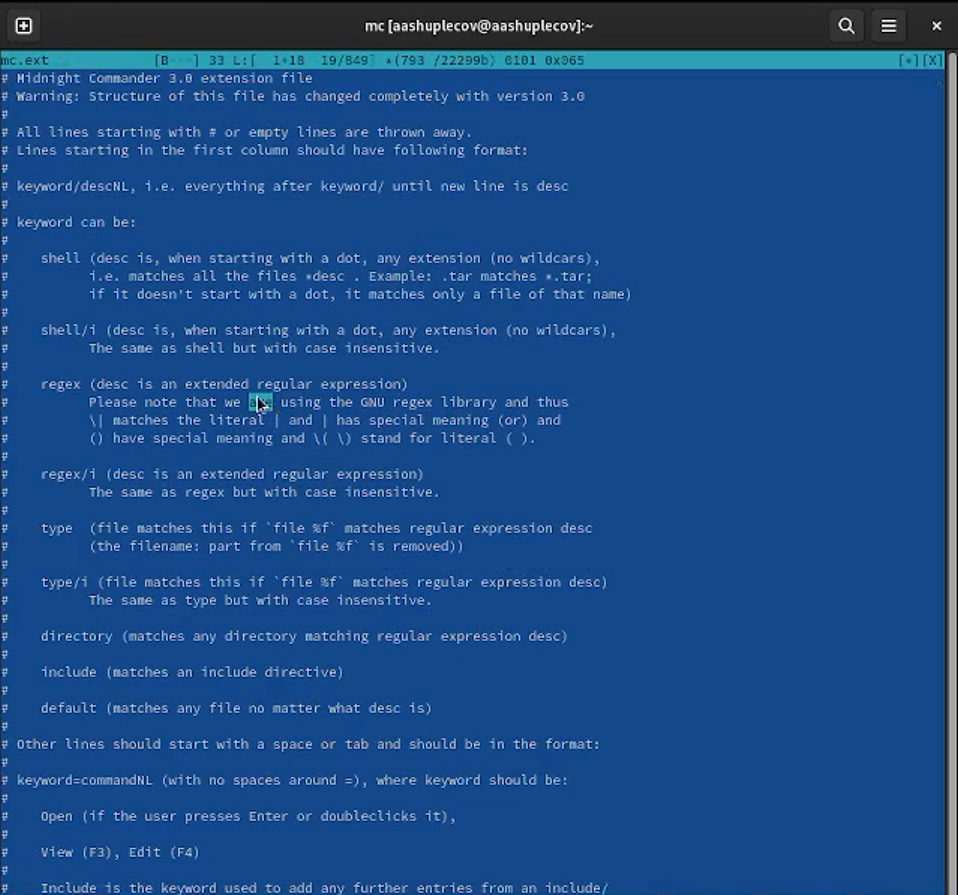 mc [aashuplecov@aashuplecov]:~
mc.ext [B---] 33 L:[ 1+18 19/849] *(793 /22299b) 0101 0x065 [*][X]
# Midnight Commander 3.0 extension file
# Warning: Structure of this file has changed completely with version 3.0
#
# All lines starting with # or empty lines are thrown away.
# Lines starting in the first column should have following format:
#
# keyword/descNL, i.e. everything after keyword/ until new line is desc
#
# keyword can be:
#
# shell (desc is, when starting with a dot, any extension (no wildcars),
# i.e. matches all the files *desc . Example: .tar matches *.tar;
# if it doesn't start with a dot, it matches only a file of that name)
#
# shell/i (desc is, when starting with a dot, any extension (no wildcars),
# The same as shell but with case insensitive.
#
# regex (desc is an extended regular expression)
# Please note that we are using the GNU regex library and thus
# \| matches the literal | and | has special meaning (or) and
# () have special meaning and \( \) stand for literal ( ).
#
# regex/i (desc is an extended regular expression)
# The same as regex but with case insensitive.
#
# type (file matches this if `file %f` matches regular expression desc
# (the filename: part from `file %f` is removed))
#
# type/i (file matches this if `file %f` matches regular expression desc)
# The same as type but with case insensitive.
#
# directory (matches any directory matching regular expression desc)
#
# include (matches an include directive)
#
# default (matches any file no matter what desc is)
#
# Other lines should start with a space or tab and should be in the format:
#
# keyword=commandNL (with no spaces around =), where keyword should be:
#
# Open (if the user presses Enter or doubleclicks it),
#
# View (F3), Edit (F4)
#
# Include is the keyword used to add any further entries from an include/